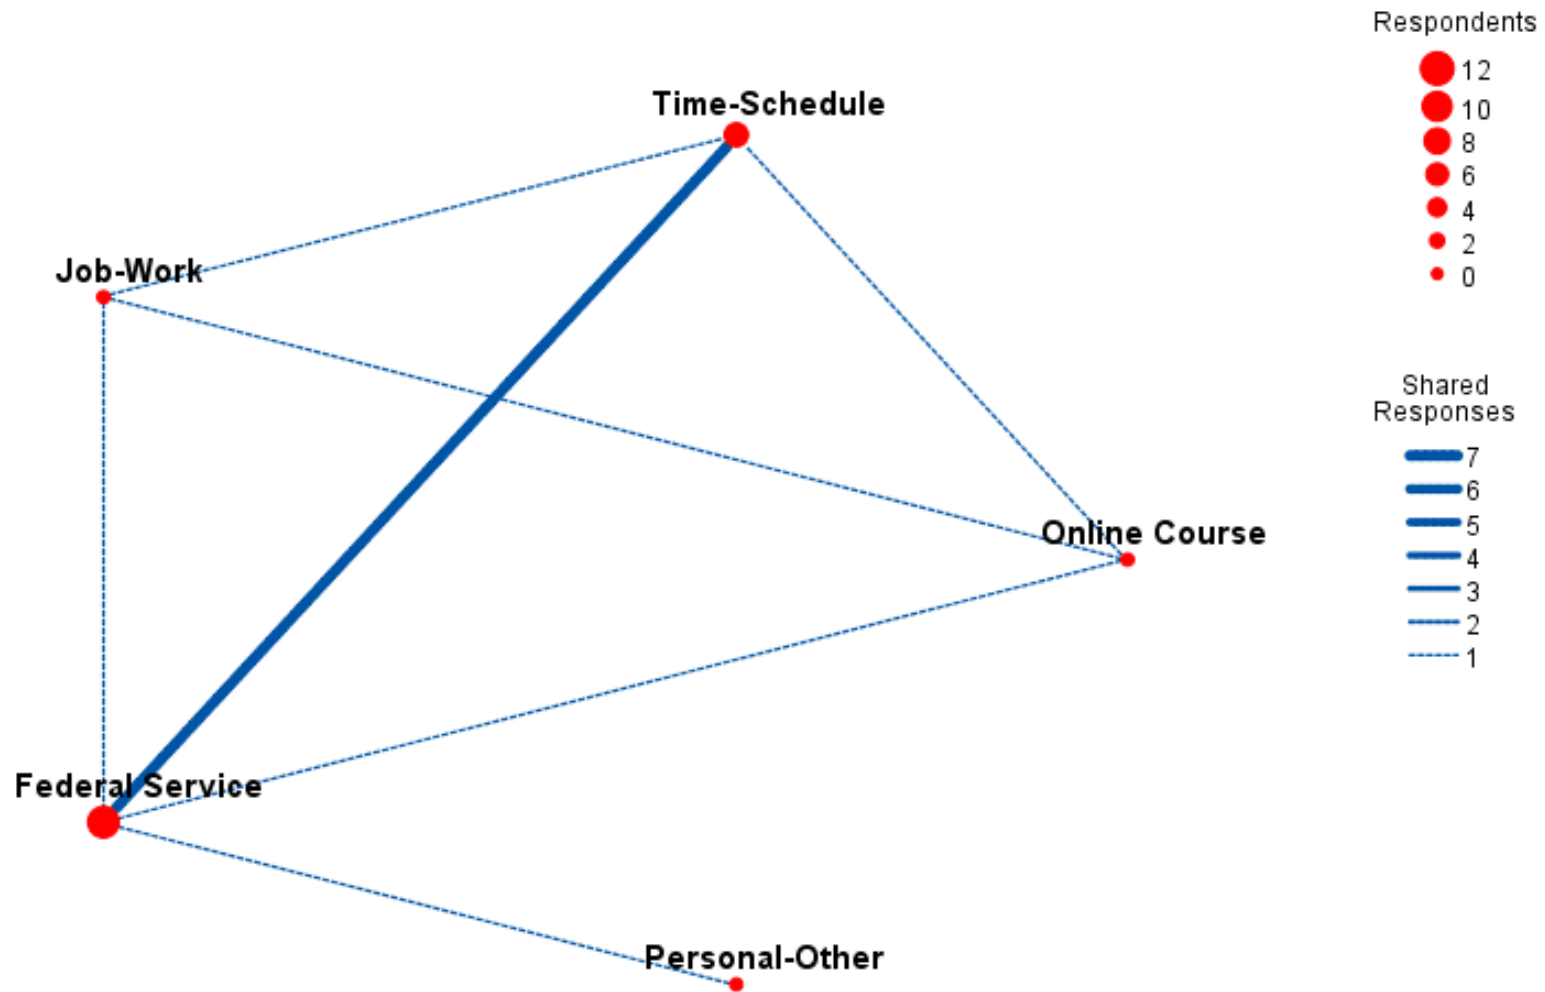 Respondents
12
10
8
6
4
2
0
Time-Schedule
Job-Work
Shared
Responses
7
6
5
4
3
2
1
Online Course
Federal Service
Personal-Other